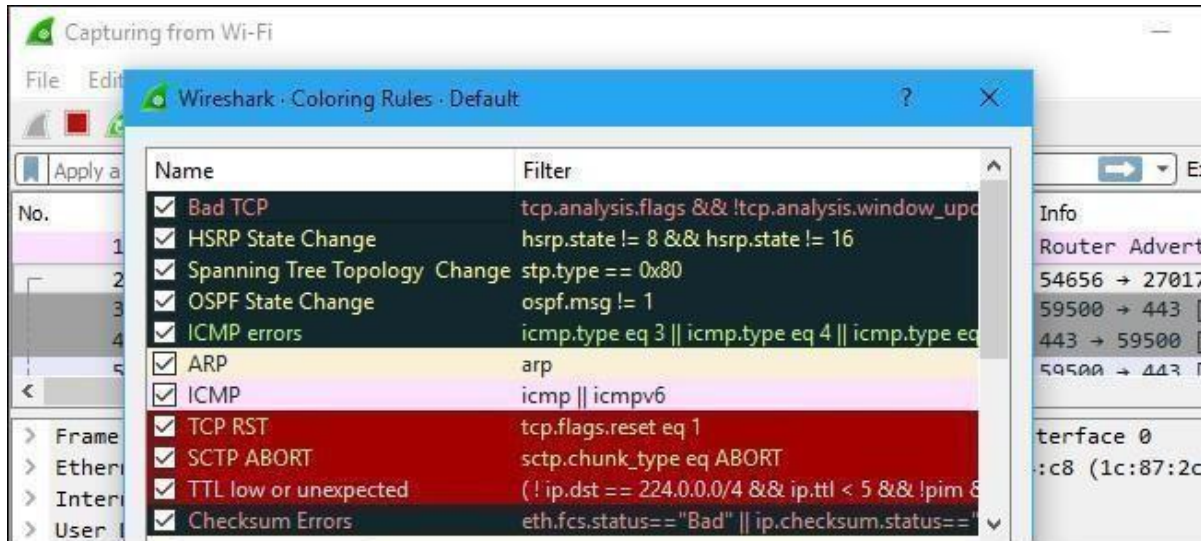 Capturing from Wi-Fi
File Edit
Wireshark · Coloring Rules · Default ? ×
Apply a
Name Filter
No. Info
Bad TCP tcp.analysis.flags && !tcp.analysis.window_upd
1 Router Advert
HSRP State Change hsrp.state != 8 && hsrp.state != 16
2 54656 → 27017
Spanning Tree Topology Change stp.type == 0x80
3 59500 → 443 [
OSPF State Change ospf.msg != 1
4 443 → 59500 [
ICMP errors icmp.type eq 3 || icmp.type eq 4 || icmp.type eq
5 59500 → 443 [
ARP arp
ICMP icmp || icmpv6
Frame terface 0
TCP RST tcp.flags.reset eq 1
Ethern :c8 (1c:87:2c
SCTP ABORT sctp.chunk_type eq ABORT
Intern
TTL low or unexpected ( ! ip.dst == 224.0.0.0/4 && ip.ttl < 5 && !pim &
User
Checksum Errors eth.fcs.status=="Bad" || ip.checksum.status=="